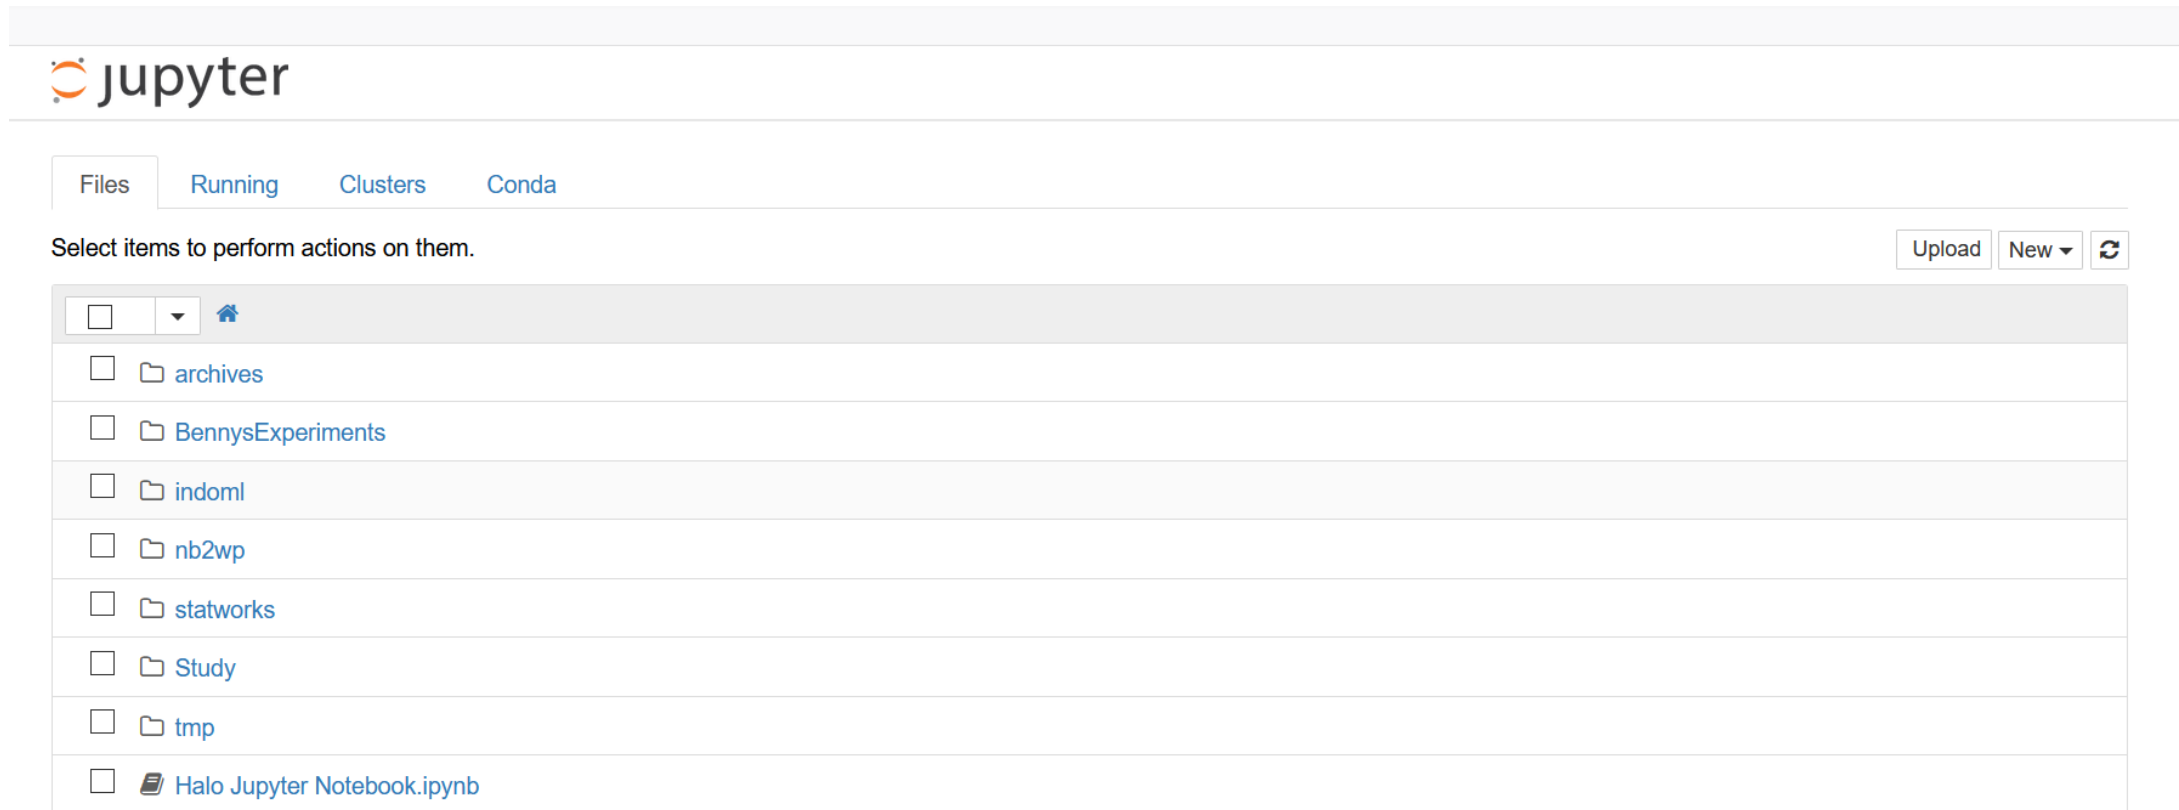 jupyter
Files Running Clusters Conda
Select items to perform actions on them. Upload New
archives
BennysExperiments
indoml
nb2wp
statworks
Study
tmp
Halo Jupyter Notebook.ipynb